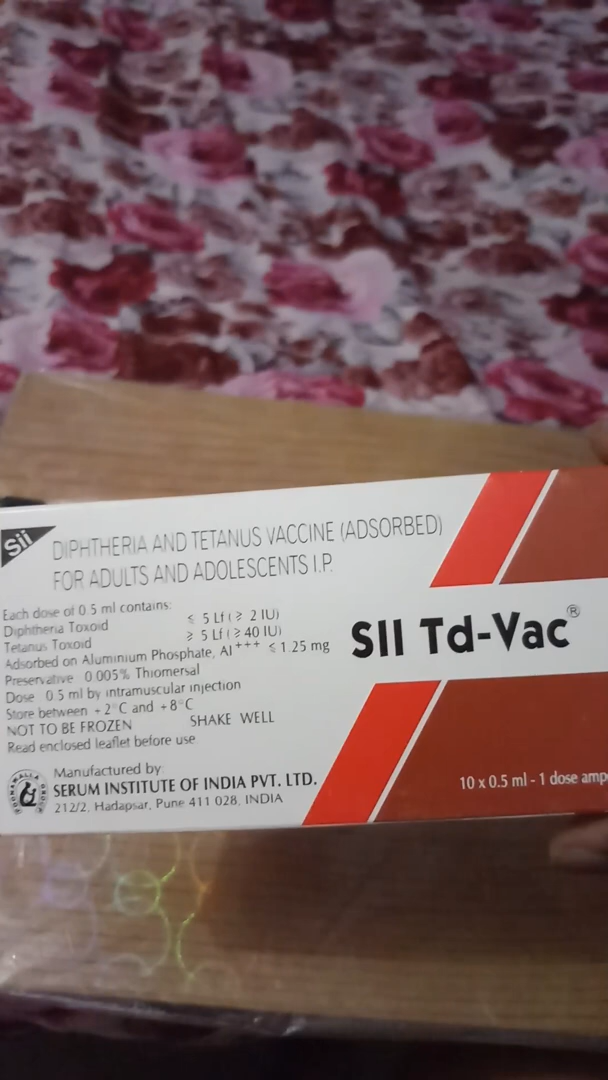 Sii
DIPHTHERIA AND TETANUS VACCINE (ADSORBED)
FOR ADULTS AND ADOLESCENTS I.P.
Each dose of 0.5 ml contains:
Diphtheria Toxoid ≤ 5 Lf (≥ 2 IU)
Tetanus Toxoid ≥ 5 Lf (≥ 40 IU)
Adsorbed on Aluminium Phosphate, Al+++ ≤ 1.25 mg
Preservative 0.005% Thiomersal
Dose 0.5 ml by intramuscular injection
Store between +2°C and +8°C
NOT TO BE FROZEN SHAKE WELL
Read enclosed leaflet before use
SII Td-Vac®
Manufactured by:
SERUM INSTITUTE OF INDIA PVT. LTD.
212/2, Hadapsar, Pune 411 028, INDIA
10 x 0.5 ml - 1 dose amp